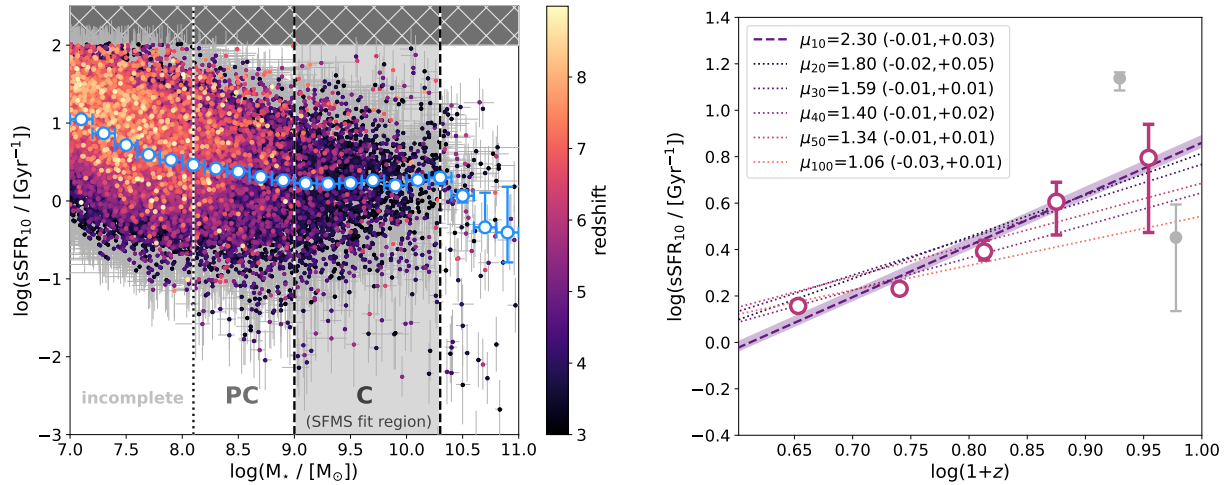 log(sSFR₁₀ / [Gyr⁻¹])
2
1
0
−1
−2
−3
incomplete
PC
C
(SFMS fit region)
7.0 7.5 8.0 8.5 9.0 9.5 10.0 10.5 11.0
log(M⋆ / [M⊙])
8
7
6
5
4
3
redshift
log(sSFR₁₀ / [Gyr⁻¹])
1.4
1.2
1.0
0.8
0.6
0.4
0.2
0.0
−0.2
−0.4
μ₁₀=2.30 (-0.01,+0.03)
μ₂₀=1.80 (-0.02,+0.05)
μ₃₀=1.59 (-0.01,+0.01)
μ₄₀=1.40 (-0.01,+0.02)
μ₅₀=1.34 (-0.01,+0.01)
μ₁₀₀=1.06 (-0.03,+0.01)
0.65 0.70 0.75 0.80 0.85 0.90 0.95 1.00
log(1+z)